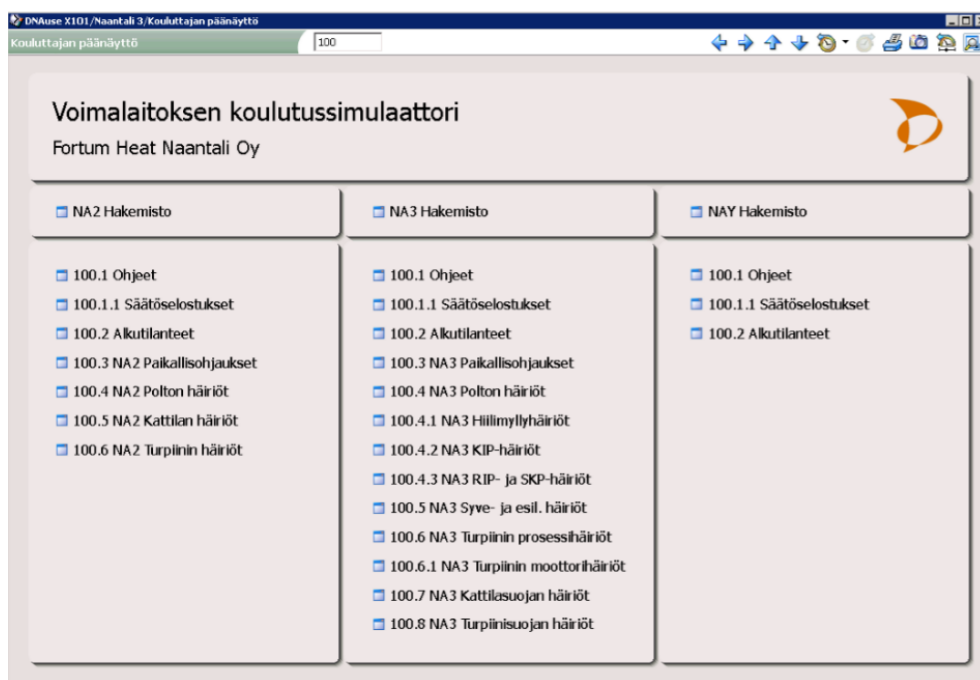 DNAuse X101/Naantali 3/Kouluttajan päänäyttö
Kouluttajan päänäyttö
100
Voimalaitoksen koulutussimulaattori
Fortum Heat Naantali Oy
NA2 Hakemisto
NA3 Hakemisto
NAY Hakemisto
100.1 Ohjeet
100.1.1 Säätöselostukset
100.2 Alkutilanteet
100.3 NA2 Paikallisohjaukset
100.4 NA2 Polton häiriöt
100.5 NA2 Kattilan häiriöt
100.6 NA2 Turpiinin häiriöt
100.1 Ohjeet
100.1.1 Säätöselostukset
100.2 Alkutilanteet
100.3 NA3 Paikallisohjaukset
100.4 NA3 Polton häiriöt
100.4.1 NA3 Hiilimyllyhäiriöt
100.4.2 NA3 KIP-häiriöt
100.4.3 NA3 RIP- ja SKP-häiriöt
100.5 NA3 Syve- ja esil. häiriöt
100.6 NA3 Turpiinin prosessihäiriöt
100.6.1 NA3 Turpiinin moottorihäiriöt
100.7 NA3 Kattilasuojan häiriöt
100.8 NA3 Turpiinisuojan häiriöt
100.1 Ohjeet
100.1.1 Säätöselostukset
100.2 Alkutilanteet